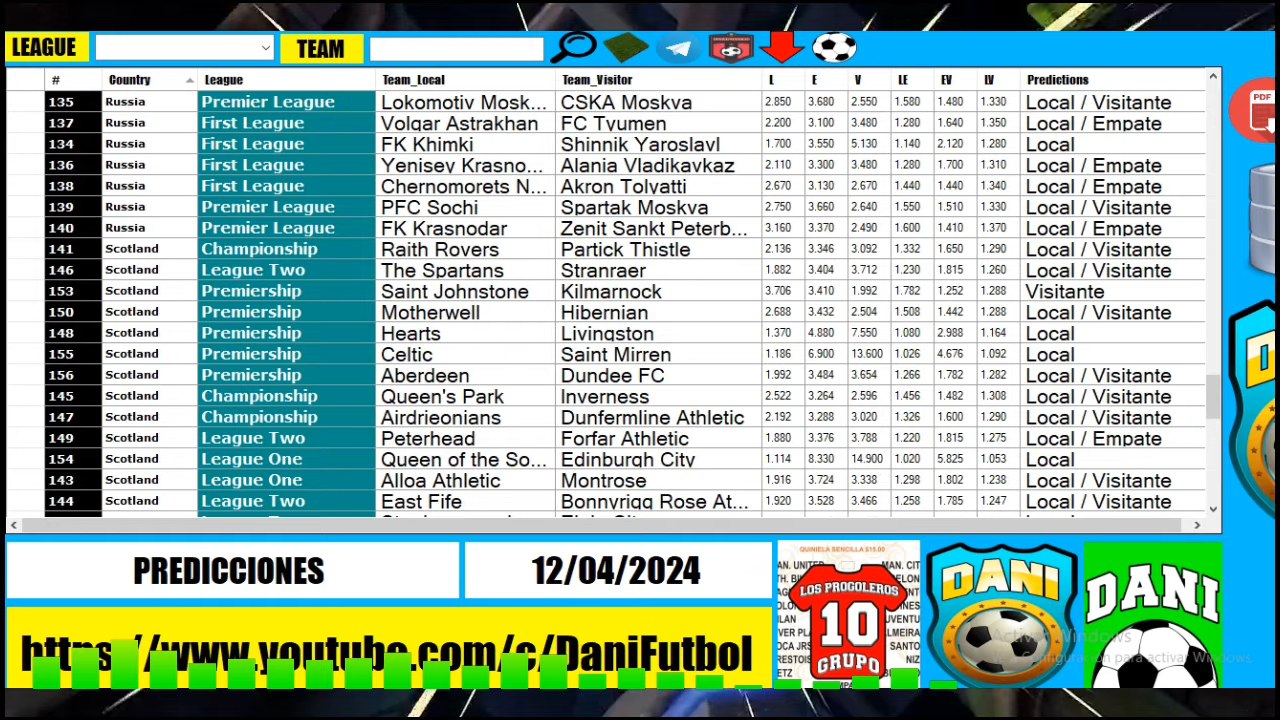 LEAGUE TEAM
# Country League Team_Local Team_Visitor L E V LE EV LV Predictions
135 Russia Premier League Lokomotiv Mosk... CSKA Moskva 2.850 3.680 2.550 1.580 1.480 1.330 Local / Visitante
137 Russia First League Volgar Astrakhan FC Tyumen 2.200 3.100 3.480 1.280 1.640 1.350 Local / Empate
134 Russia First League FK Khimki Shinnik Yaroslavl 1.700 3.550 5.130 1.140 2.120 1.280 Local
136 Russia First League Yenisey Krasno... Alania Vladikavkaz 2.110 3.300 3.480 1.280 1.700 1.310 Local / Empate
138 Russia First League Chernomorets N... Akron Tolyatti 2.670 3.130 2.670 1.440 1.440 1.340 Local / Empate
139 Russia Premier League PFC Sochi Spartak Moskva 2.750 3.660 2.640 1.550 1.510 1.330 Local / Visitante
140 Russia Premier League FK Krasnodar Zenit Sankt Peterb... 3.160 3.370 2.490 1.600 1.410 1.370 Local / Empate
141 Scotland Championship Raith Rovers Partick Thistle 2.136 3.346 3.092 1.332 1.650 1.290 Local / Visitante
146 Scotland League Two The Spartans Stranraer 1.882 3.404 3.712 1.230 1.815 1.260 Local / Visitante
153 Scotland Premiership Saint Johnstone Kilmarnock 3.706 3.410 1.992 1.782 1.252 1.288 Visitante
150 Scotland Premiership Motherwell Hibernian 2.688 3.432 2.504 1.508 1.442 1.288 Local / Visitante
148 Scotland Premiership Hearts Livingston 1.370 4.880 7.550 1.080 2.988 1.164 Local
155 Scotland Premiership Celtic Saint Mirren 1.186 6.900 13.600 1.026 4.676 1.092 Local
156 Scotland Premiership Aberdeen Dundee FC 1.992 3.484 3.654 1.266 1.782 1.282 Local / Visitante
145 Scotland Championship Queen's Park Inverness 2.522 3.264 2.596 1.456 1.482 1.308 Local / Visitante
147 Scotland Championship Airdrieonians Dunfermline Athletic 2.192 3.288 3.020 1.326 1.600 1.290 Local / Visitante
149 Scotland League Two Peterhead Forfar Athletic 1.880 3.376 3.788 1.220 1.815 1.275 Local / Empate
154 Scotland League One Queen of the So... Edinburgh City 1.114 8.330 14.900 1.020 5.825 1.053 Local
143 Scotland League One Alloa Athletic Montrose 1.916 3.724 3.338 1.298 1.802 1.238 Local / Visitante
144 Scotland League Two East Fife Bonnyrigg Rose At... 1.920 3.528 3.466 1.258 1.785 1.247 Local / Visitante
PDF
PREDICCIONES
12/04/2024
https://www.youtube.com/c/DaniFutbol
QUINIELA SENCILLA $15.00
LOS PROGOLEROS
10
GRUPO
DANI
DANI